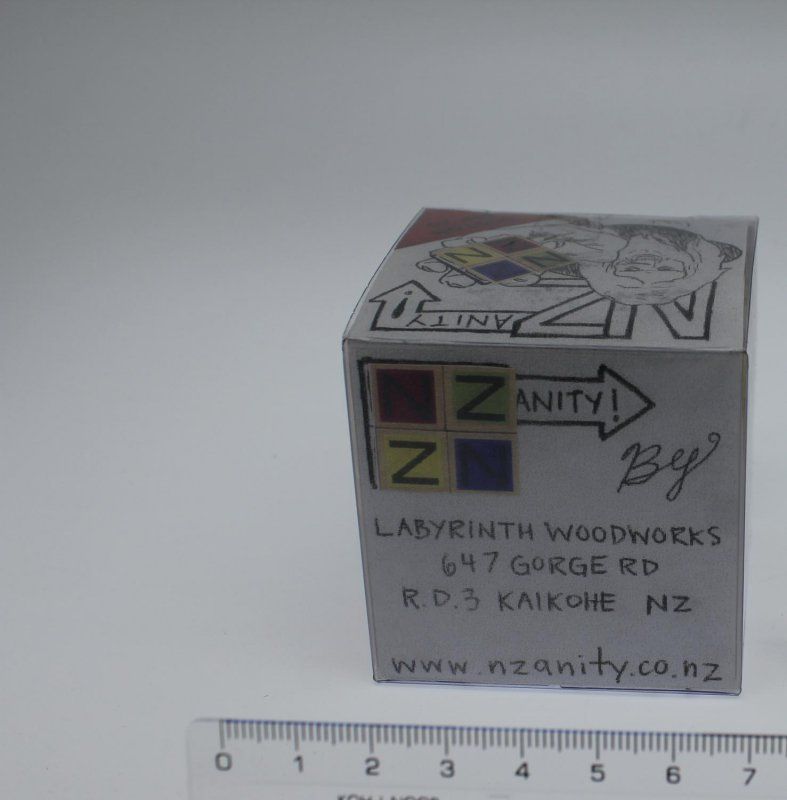 N Z
ANITY!
N Z
ANITY!
Z N
By
LABYRINTH WOODWORKS
647 GORGE RD
R.D.3 KAIKOHE NZ
www.nzanity.co.nz
0 1 2 3 4 5 6 7